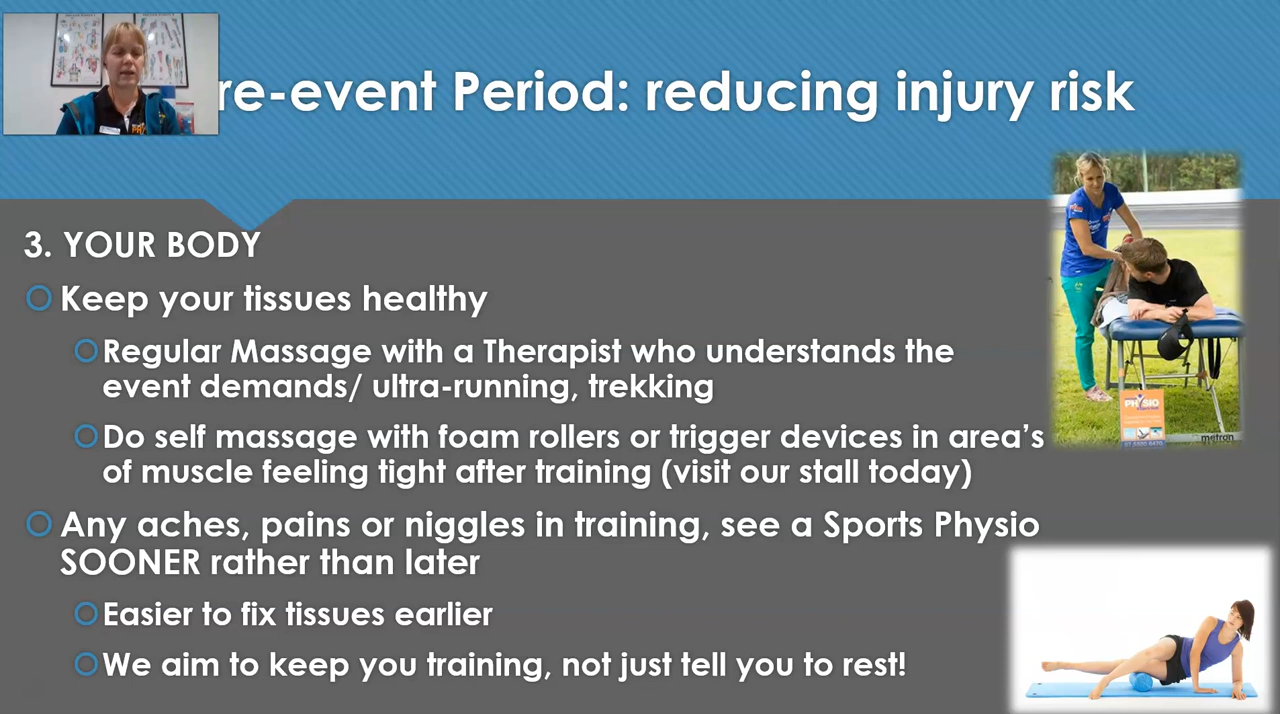 re-event Period: reducing injury risk
3. YOUR BODY
Keep your tissues healthy
Regular Massage with a Therapist who understands the
event demands/ ultra-running, trekking
Do self massage with foam rollers or trigger devices in area’s
of muscle feeling tight after training (visit our stall today)
Any aches, pains or niggles in training, see a Sports Physio
SOONER rather than later
Easier to fix tissues earlier
We aim to keep you training, not just tell you to rest!
PHYSIO